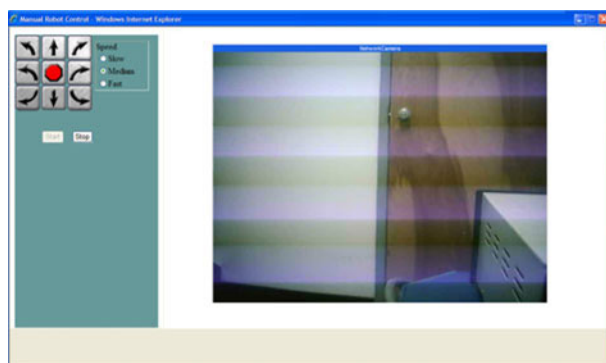 Manual Robot Control - Windows Internet Explorer
NetworkCamera
Speed
Slow
Medium
Fast
Start
Stop